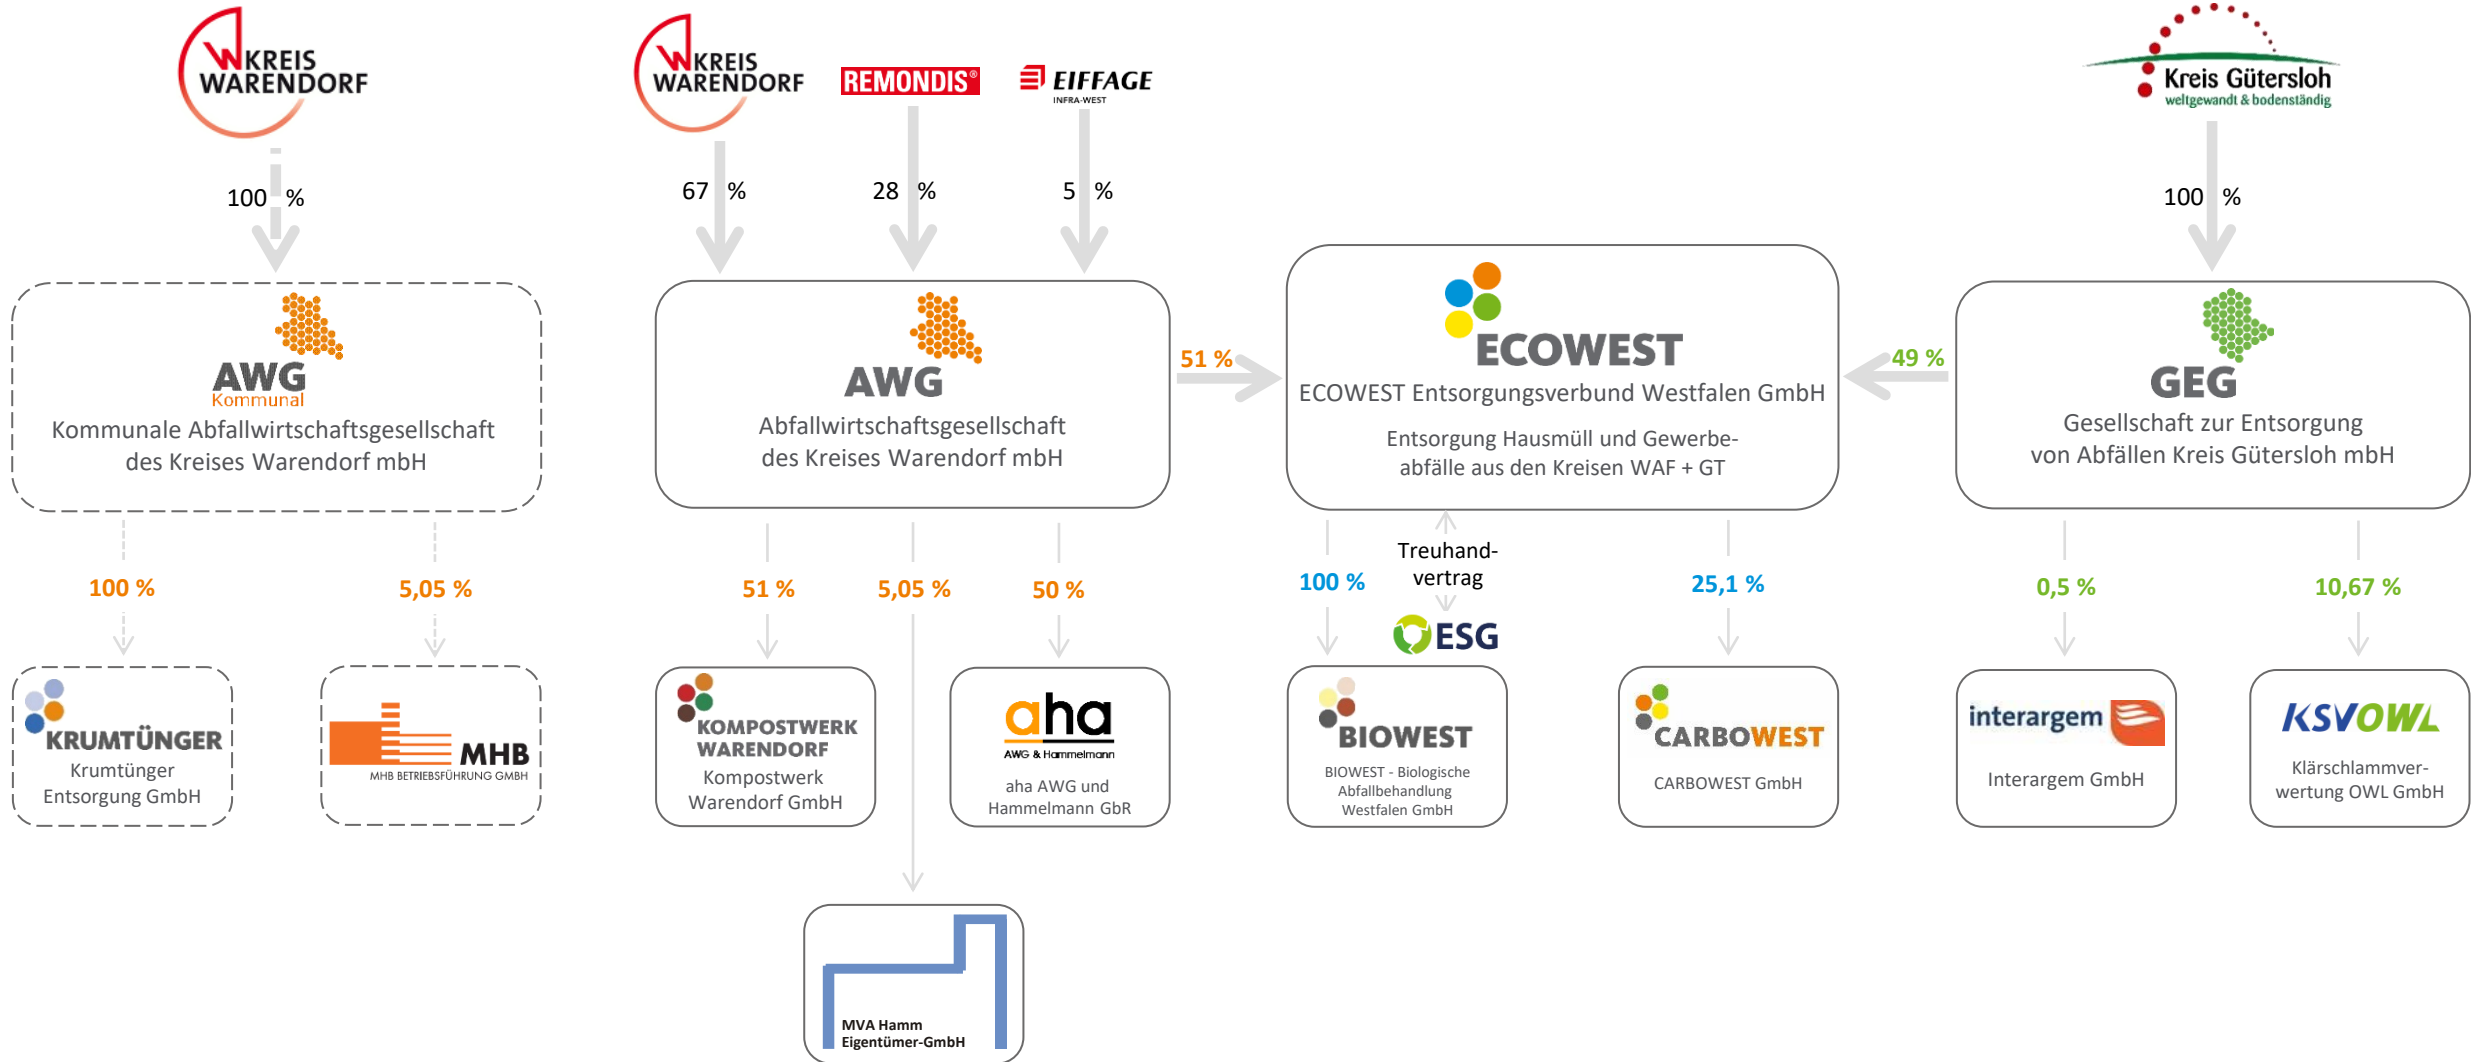 KREIS
WARENDORF
KREIS
WARENDORF
REMONDIS®
EIFFAGE
INFRA-WEST
Kreis Gütersloh
weltgewandt & bodenständig
100 %
67 %
28 %
5 %
100 %
AWG
Kommunal
Kommunale Abfallwirtschaftsgesellschaft
des Kreises Warendorf mbH
AWG
Abfallwirtschaftsgesellschaft
des Kreises Warendorf mbH
51 %
ECOWEST
ECOWEST Entsorgungsverbund Westfalen GmbH
Entsorgung Hausmüll und Gewerbe-
abfälle aus den Kreisen WAF + GT
49 %
GEG
Gesellschaft zur Entsorgung
von Abfällen Kreis Gütersloh mbH
100 %
5,05 %
51 %
5,05 %
50 %
100 %
Treuhand-
vertrag
ESG
25,1 %
0,5 %
10,67 %
KRUMTÜNGER
Krumtünger
Entsorgung GmbH
MHB
MHB BETRIEBSFÜHRUNG GMBH
KOMPOSTWERK
WARENDORF
Kompostwerk
Warendorf GmbH
aha
AWG & Hammelmann
aha AWG und
Hammelmann GbR
BIOWEST
BIOWEST - Biologische
Abfallbehandlung
Westfalen GmbH
CARBOWEST
CARBOWEST GmbH
interargem
Interargem GmbH
KSVOWL
Klärschlammver-
wertung OWL GmbH
MVA Hamm
Eigentümer-GmbH